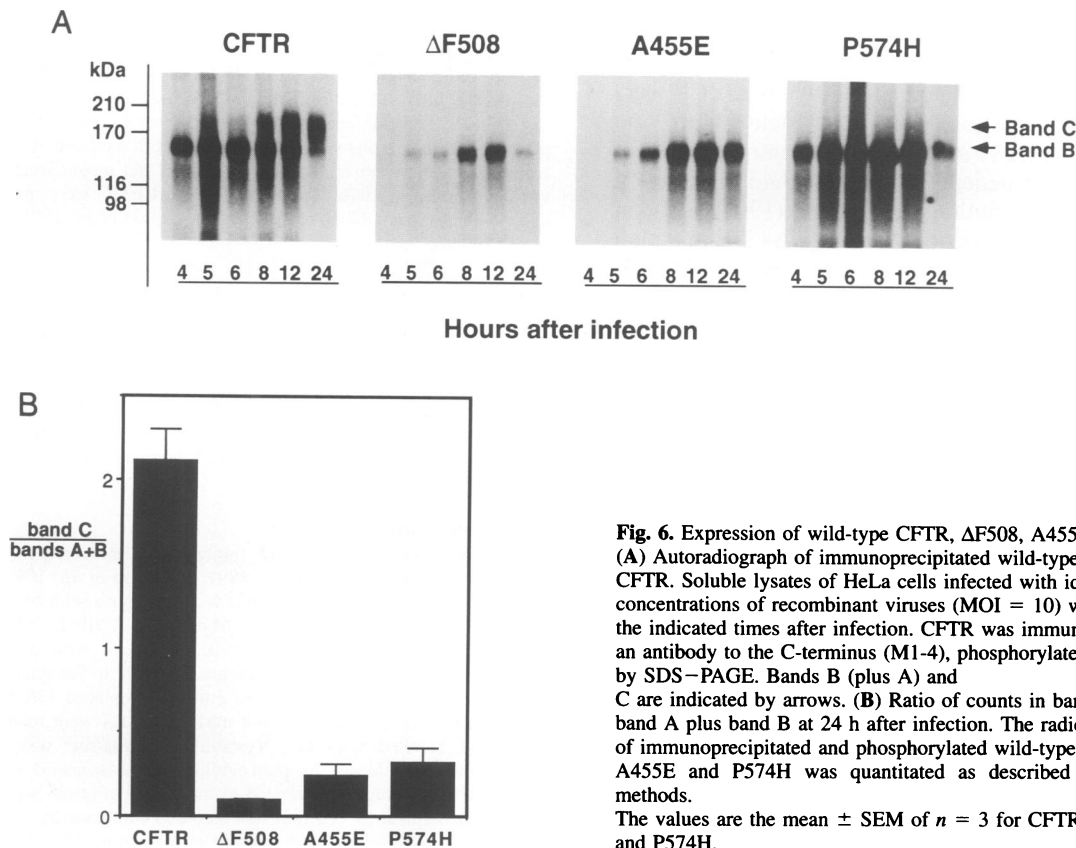 A
CFTR ΔF508 A455E P574H
kDa
210
170
116
98
Band C
Band B
4 5 6 8 12 24 4 5 6 8 12 24 4 5 6 8 12 24 4 5 6 8 12 24
Hours after infection
B
band C
bands A+B
2
1
0
CFTR ΔF508 A455E P574H
Fig. 6. Expression of wild-type CFTR, ΔF508, A455
(A) Autoradiograph of immunoprecipitated wild-type
CFTR. Soluble lysates of HeLa cells infected with
concentrations of recombinant viruses (MOI = 10)
the indicated times after infection. CFTR was
an antibody to the C-terminus (M1-4),
by SDS-PAGE. Bands B (plus A) and
C are indicated by arrows. (B) Ratio of counts in
band A plus band B at 24 h after infection. The
of immunoprecipitated and phosphorylated wild-type
A455E and P574H was quantitated as described
methods.
The values are the mean ± SEM of n = 3 for CFTR
and P574H.